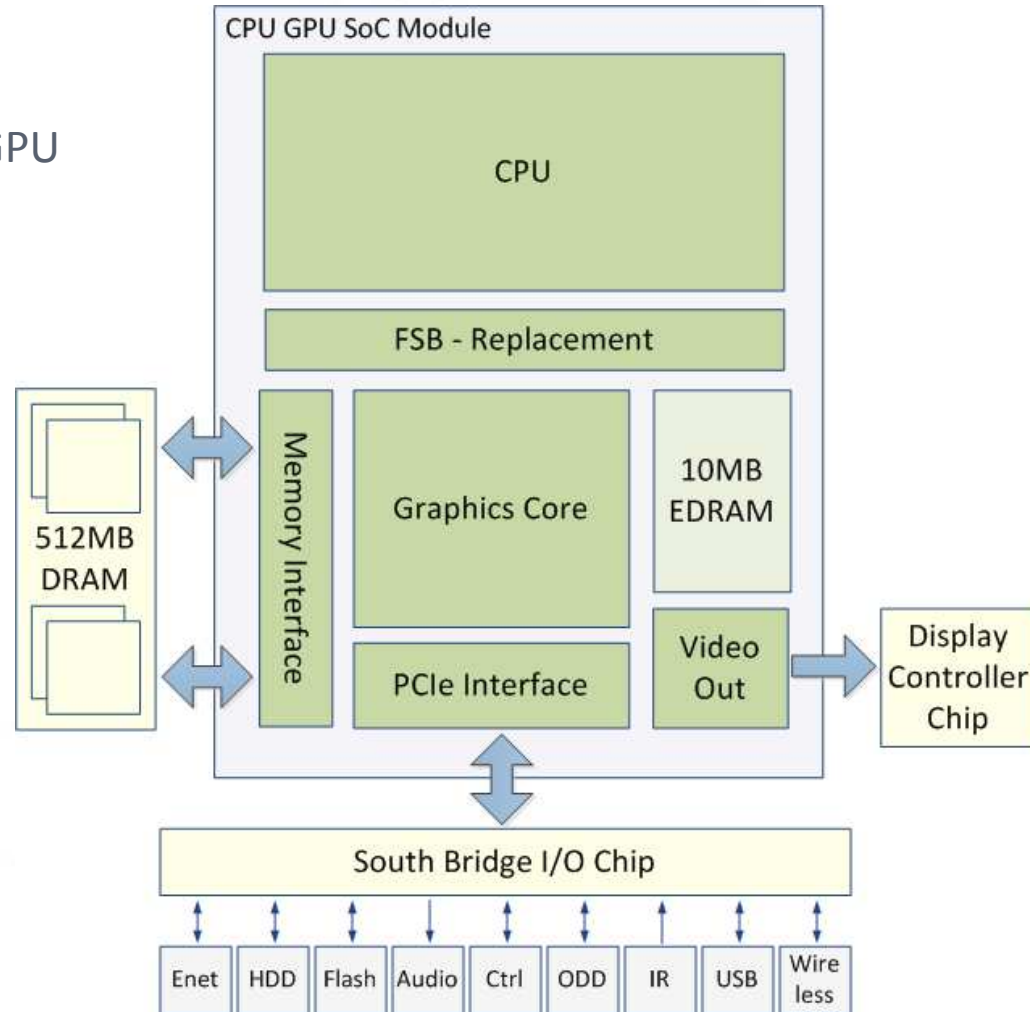 CPU GPU SoC Module
GPU
CPU
FSB - Replacement
Memory Interface
Graphics Core
10MB
EDRAM
512MB
DRAM
PCIe Interface
Video
Out
Display
Controller
Chip
South Bridge I/O Chip
Enet
HDD
Flash
Audio
Ctrl
ODD
IR
USB
Wire
less